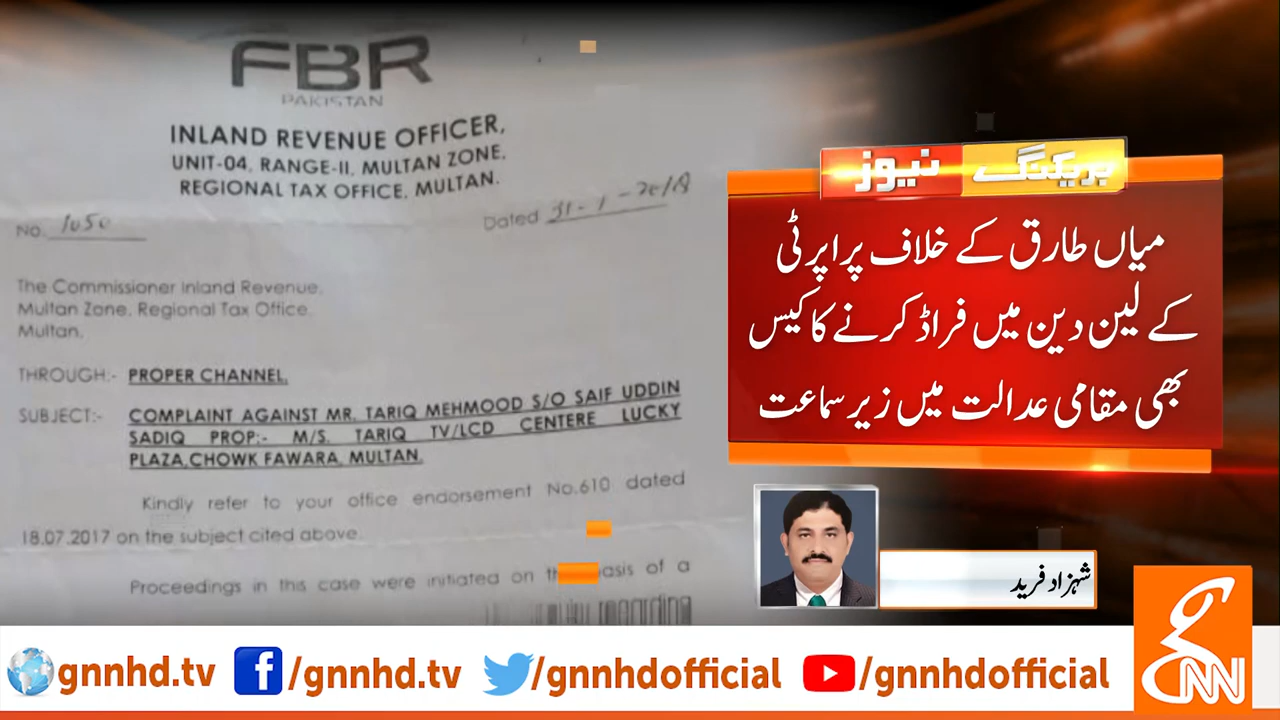 FBR
PAKISTAN
INLAND REVENUE OFFICER,
UNIT-04, RANGE-II, MULTAN ZONE,
REGIONAL TAX OFFICE, MULTAN.
No. 1050
Dated 31-1-2018
The Commissioner Inland Revenue,
Multan Zone, Regional Tax Office,
Multan.
THROUGH:- PROPER CHANNEL.
SUBJECT:- COMPLAINT AGAINST MR. TARIQ MEHMOOD S/O SAIF UDDIN
SADIQ PROP:- M/S. TARIQ TV/LCD CENTERE LUCKY
PLAZA,CHOWK FAWARA, MULTAN.
Kindly refer to your office endorsement No.610 dated
18.07.2017 on the subject cited above.
Proceedings in this case were initiated on of a
regarding
بریکنگ نیوز
میاں طارق کے خلاف پراپرٹی
کے لین دین میں فراڈ کرنے کا کیس
بھی مقامی عدالت میں زیر سماعت
شہزاد فرید
gnnhd.tv
/gnnhd.tv
/gnnhdofficial
/gnnhdofficial
GNN